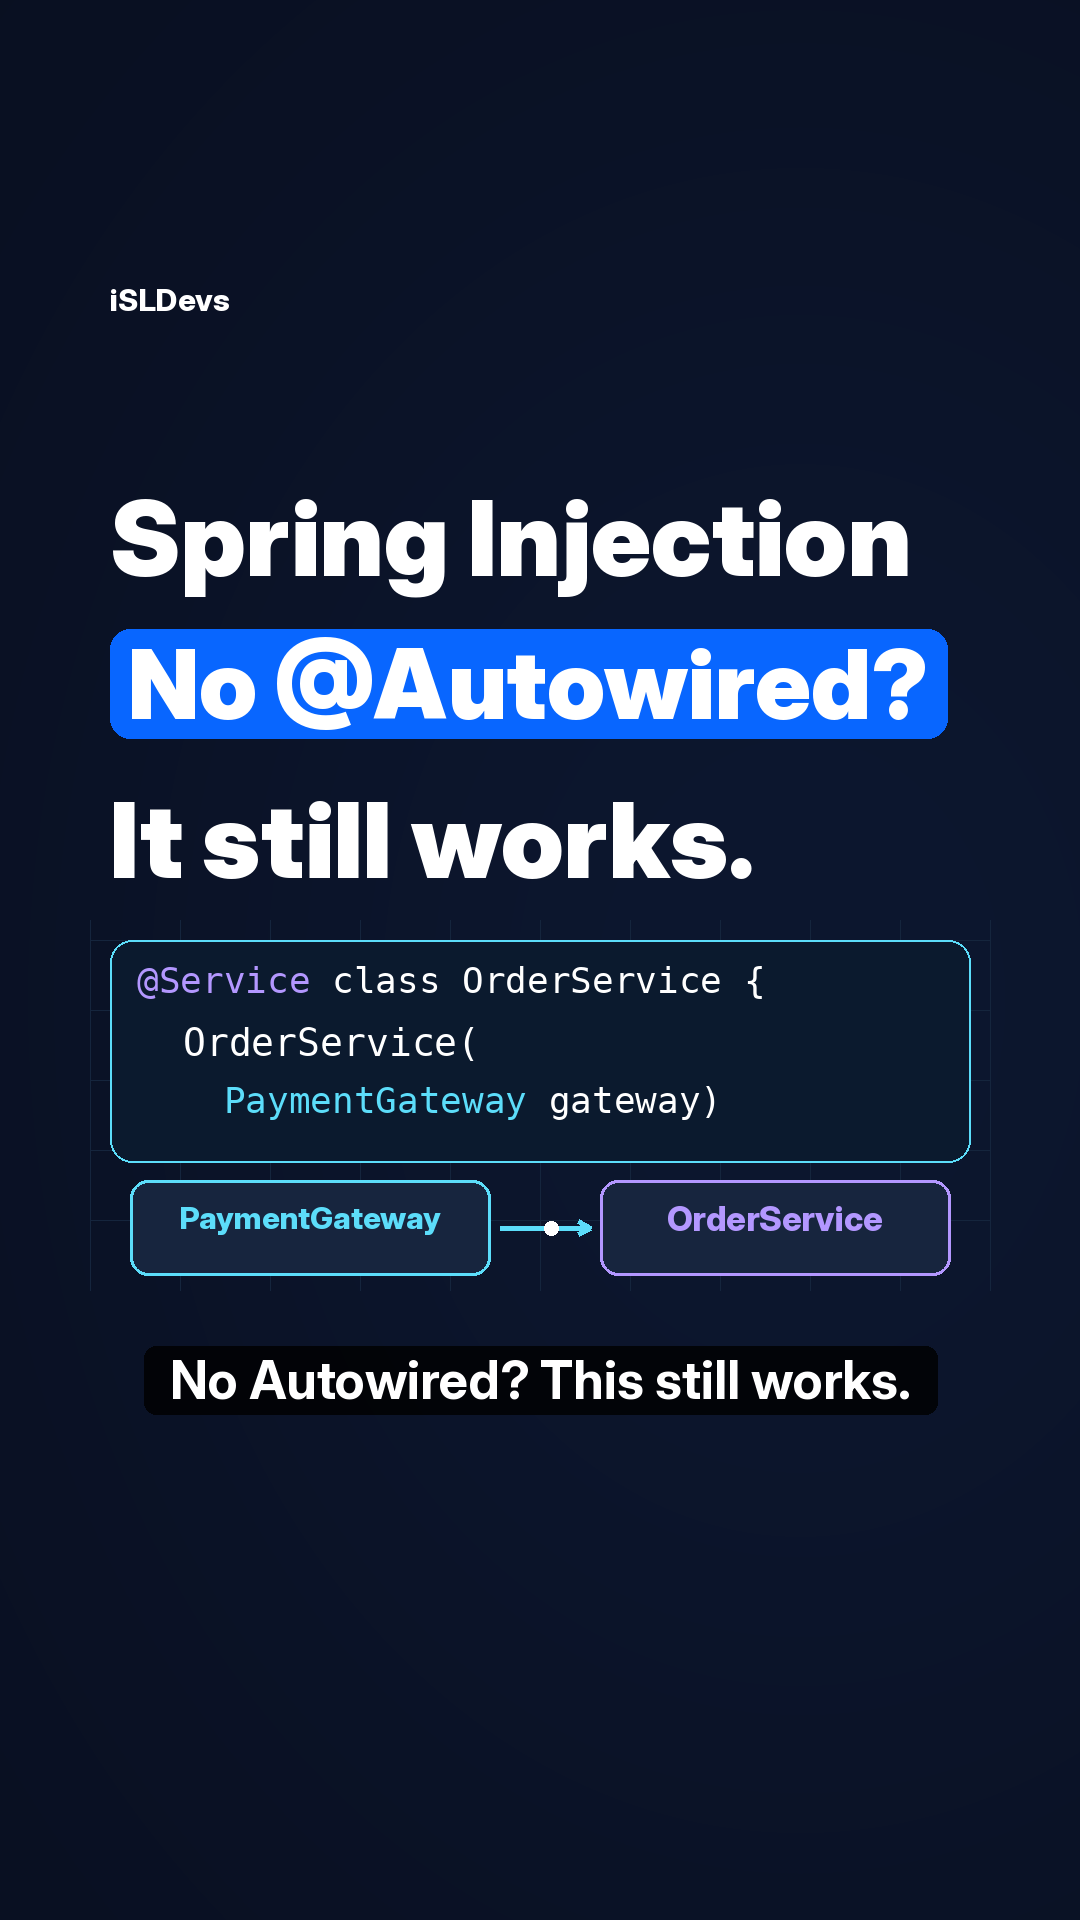 iSLDevs
Spring Injection
No @Autowired?
It still works.
@Service class OrderService {
OrderService(
PaymentGateway gateway)
PaymentGateway
OrderService
No Autowired? This still works.